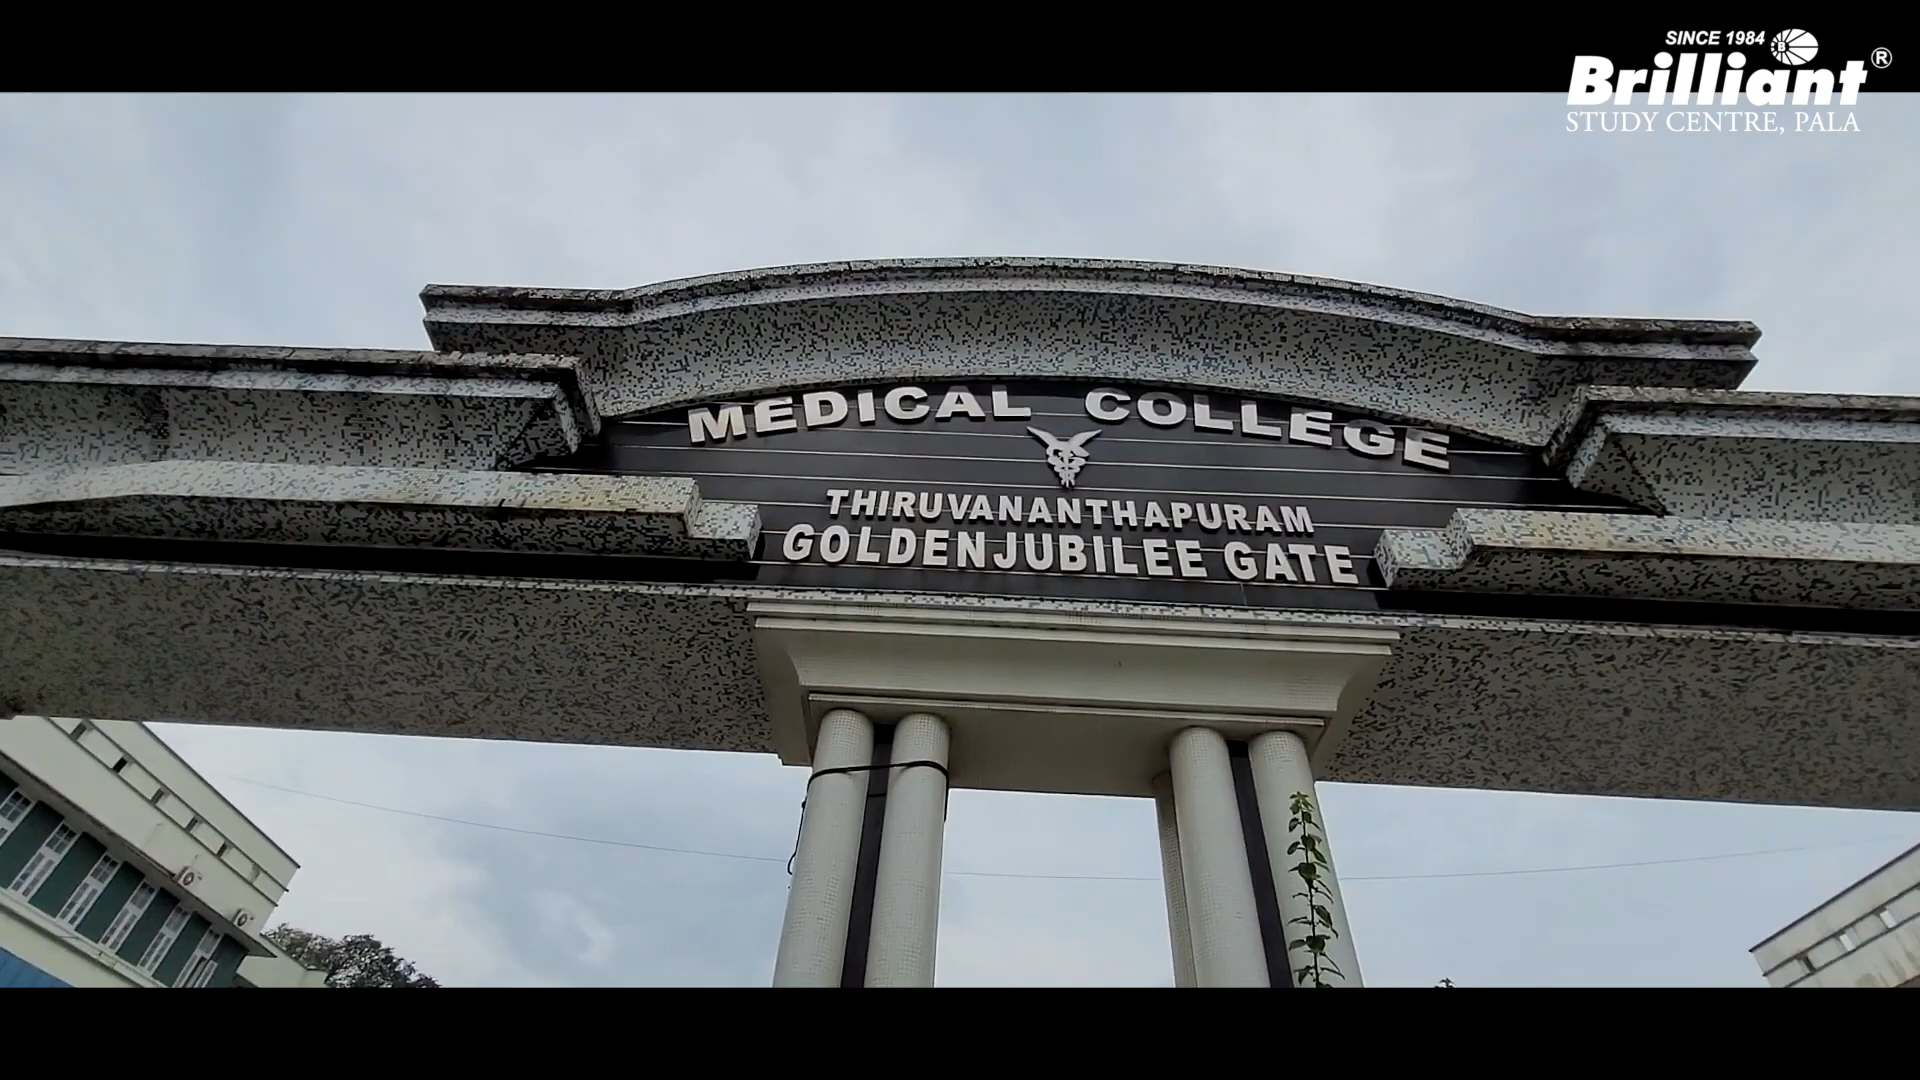 SINCE 1984
B
Brilliant ®
STUDY CENTRE, PALA
MEDICAL COLLEGE
THIRUVANANTHAPURAM
GOLDENJUBILEE GATE